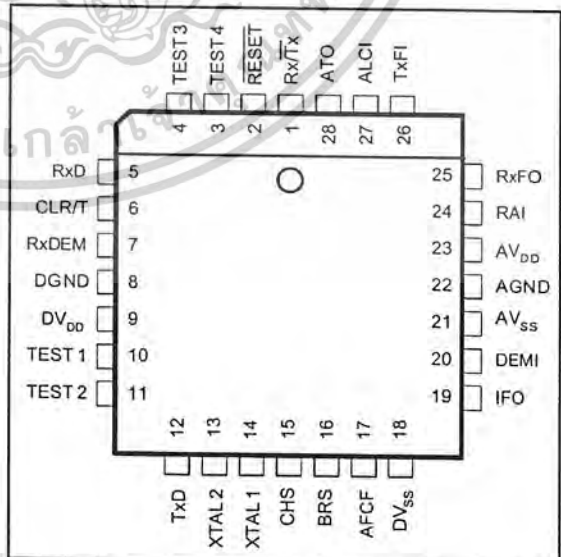 TEST 3 TEST 4 RESET Rx/Tx ATO ALCI TxFI
4 3 2 1 28 27 26
RxD 5 25 RxFO
CLR/T 6 24 RAI
RxDEM 7 23 AVDD
DGND 8 22 AGND
DVDD 9 21 AVSS
TEST 1 10 20 DEMI
TEST 2 11 19 IFO
12 13 14 15 16 17 18
TxD XTAL 2 XTAL 1 CHS BRS AFCF DVSS